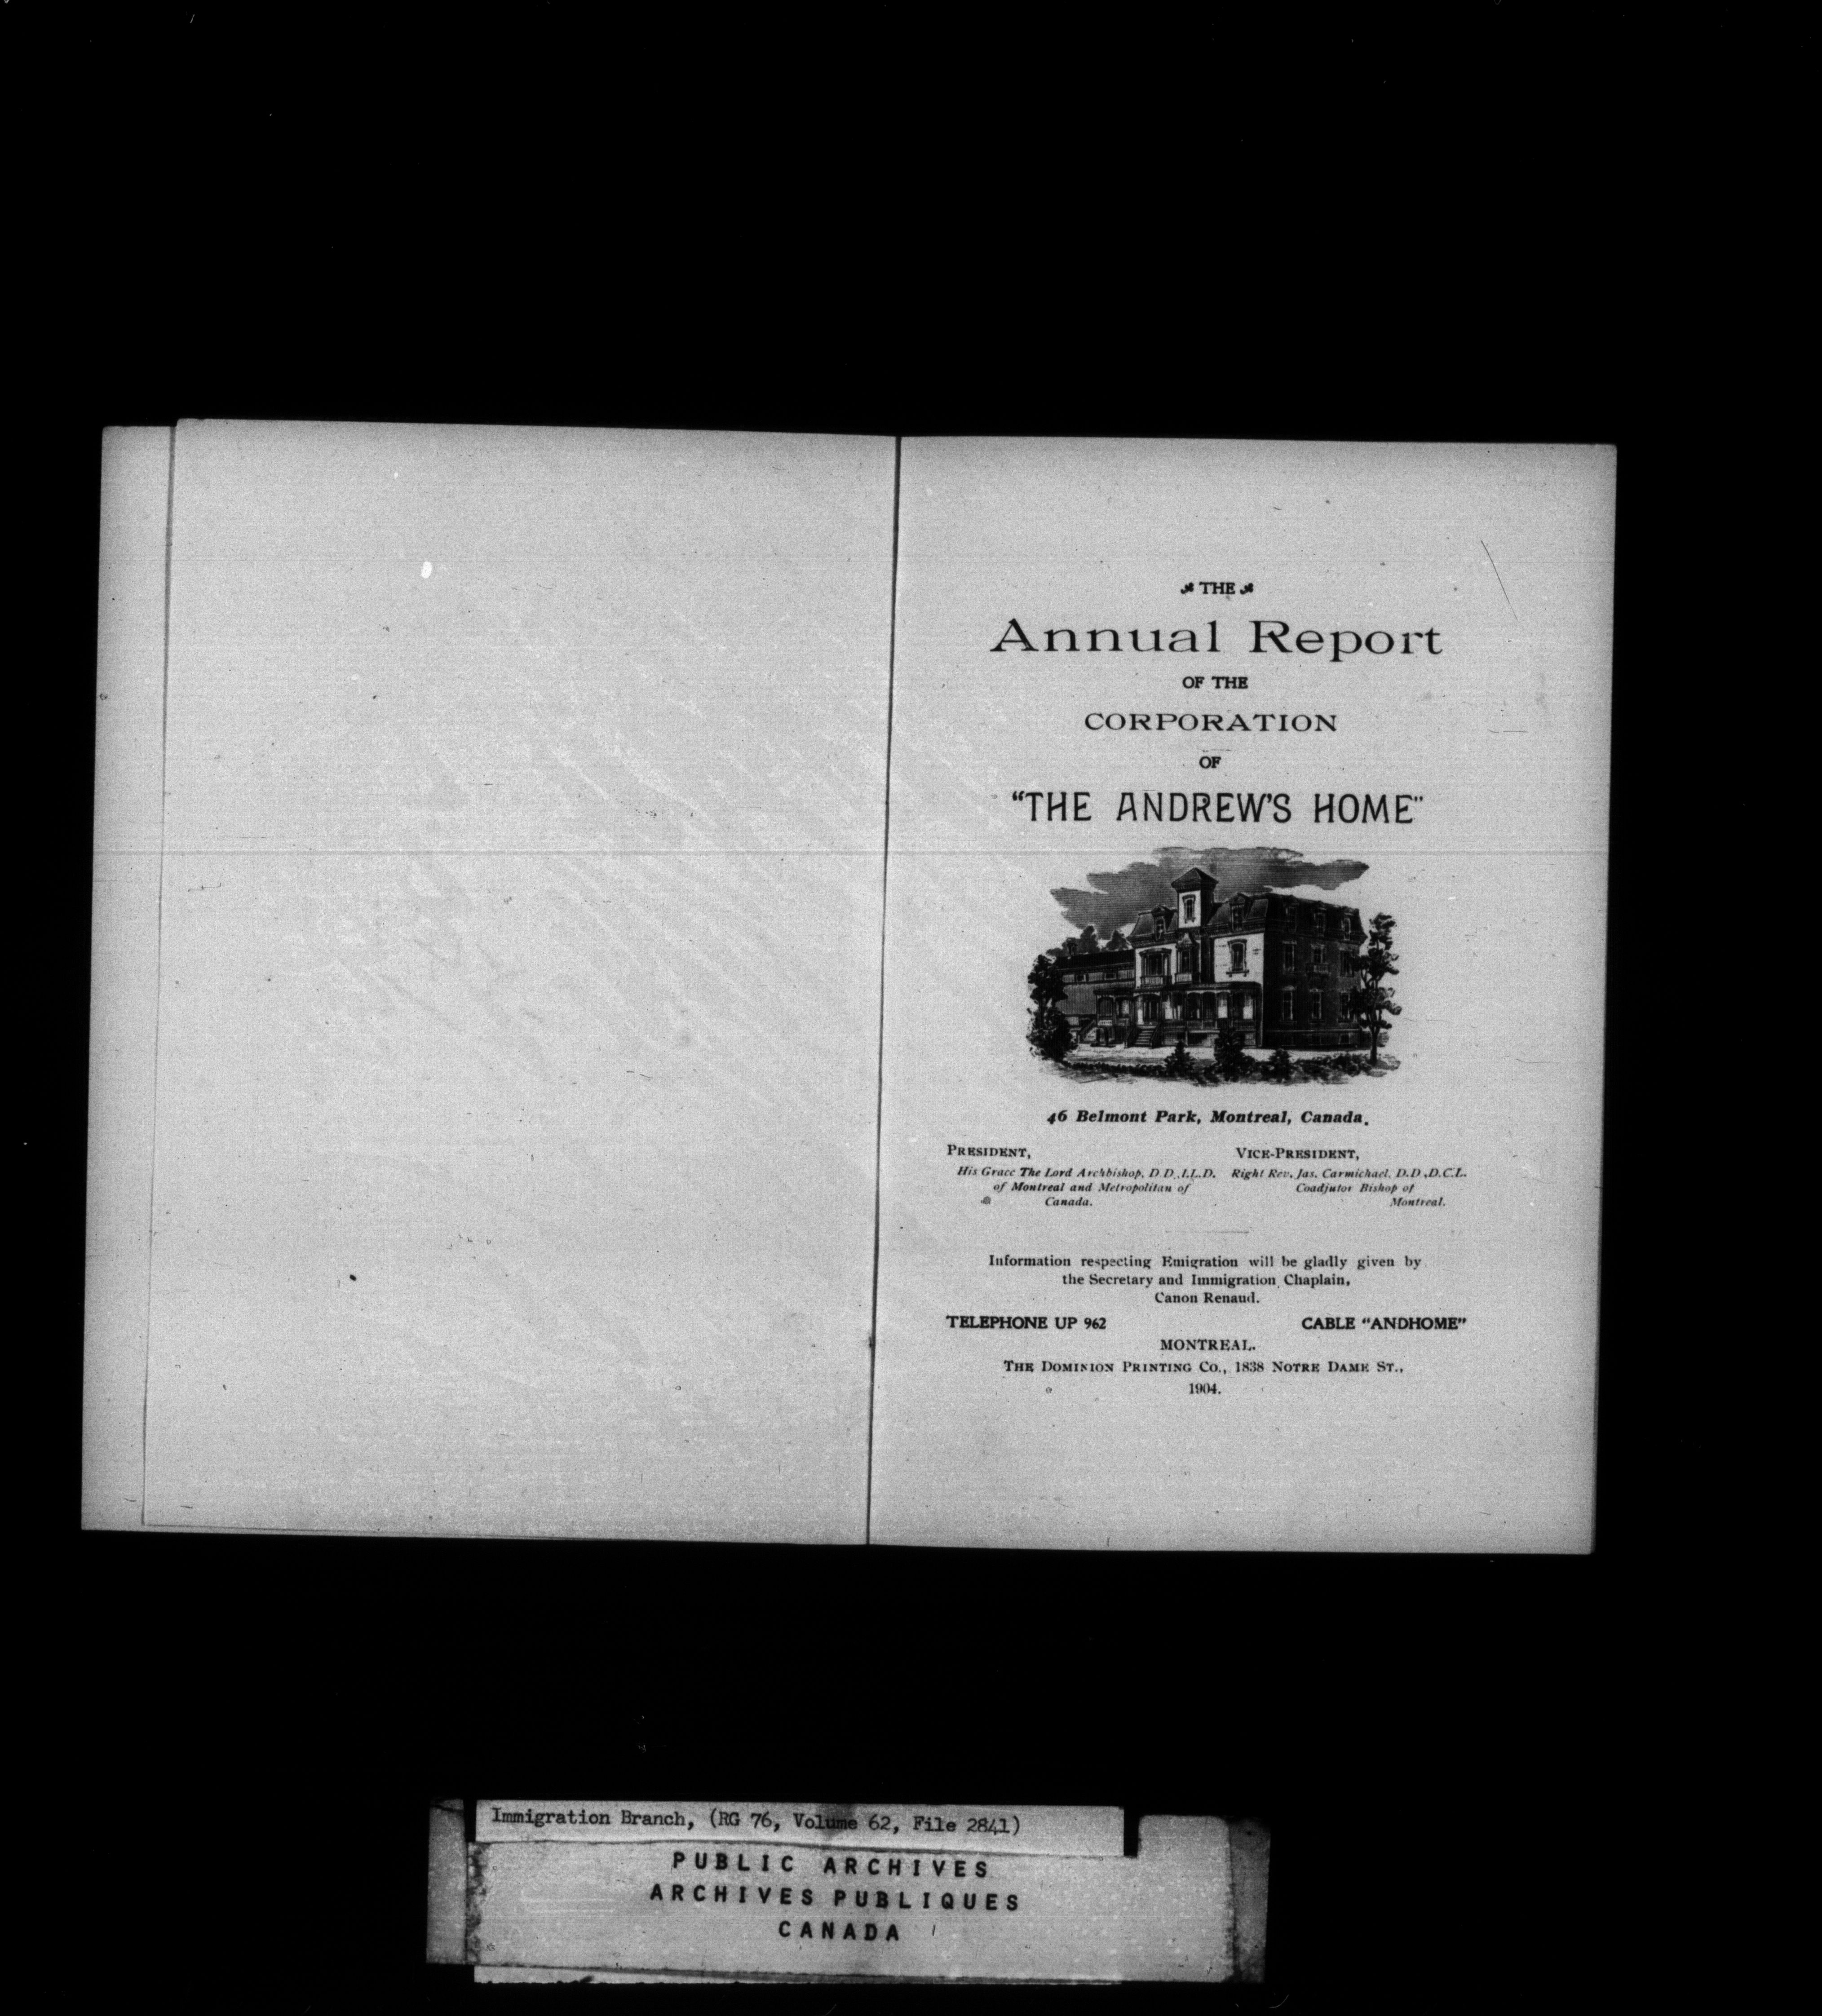 THE
Annual Report
OF THE
CORPORATION
OF
"THE ANDREW'S HOME"
46 Belmont Park, Montreal, Canada.
PRESIDENT,
His Grace The Lord Archbishop, D.D., LL.D.
of Montreal and Metropolitan of
Canada.
VICE-PRESIDENT,
Right Rev. Jas. Carmichael, D.D., D.C.L.
Coadjutor Bishop of
Montreal.
Information respecting Emigration will be gladly given by
the Secretary and Immigration Chaplain,
Canon Renaud.
TELEPHONE UP 962 CABLE "ANDHOME"
MONTREAL.
THE DOMINION PRINTING CO., 1838 NOTRE DAME ST.,
1904.
Immigration Branch, (RG 76, Volume 62, File 2841)
PUBLIC ARCHIVES
ARCHIVES PUBLIQUES
CANADA